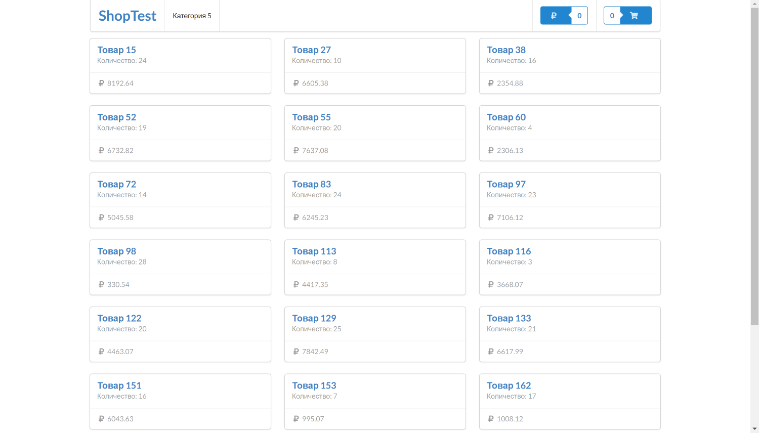 ShopTest Категория 5 ₽ 0 0
Товар 15 Товар 27 Товар 38
Количество: 24 Количество: 10 Количество: 16
₽ 8192.64 ₽ 6605.38 ₽ 2354.88
Товар 52 Товар 55 Товар 60
Количество: 19 Количество: 20 Количество: 4
₽ 6732.82 ₽ 7637.08 ₽ 2306.13
Товар 72 Товар 83 Товар 97
Количество: 14 Количество: 24 Количество: 23
₽ 5045.58 ₽ 6245.23 ₽ 7106.12
Товар 98 Товар 113 Товар 116
Количество: 28 Количество: 8 Количество: 3
₽ 330.54 ₽ 4417.35 ₽ 3668.07
Товар 122 Товар 129 Товар 133
Количество: 20 Количество: 25 Количество: 21
₽ 4463.07 ₽ 7842.49 ₽ 6617.99
Товар 151 Товар 153 Товар 162
Количество: 16 Количество: 7 Количество: 17
₽ 6043.63 ₽ 995.07 ₽ 1008.12